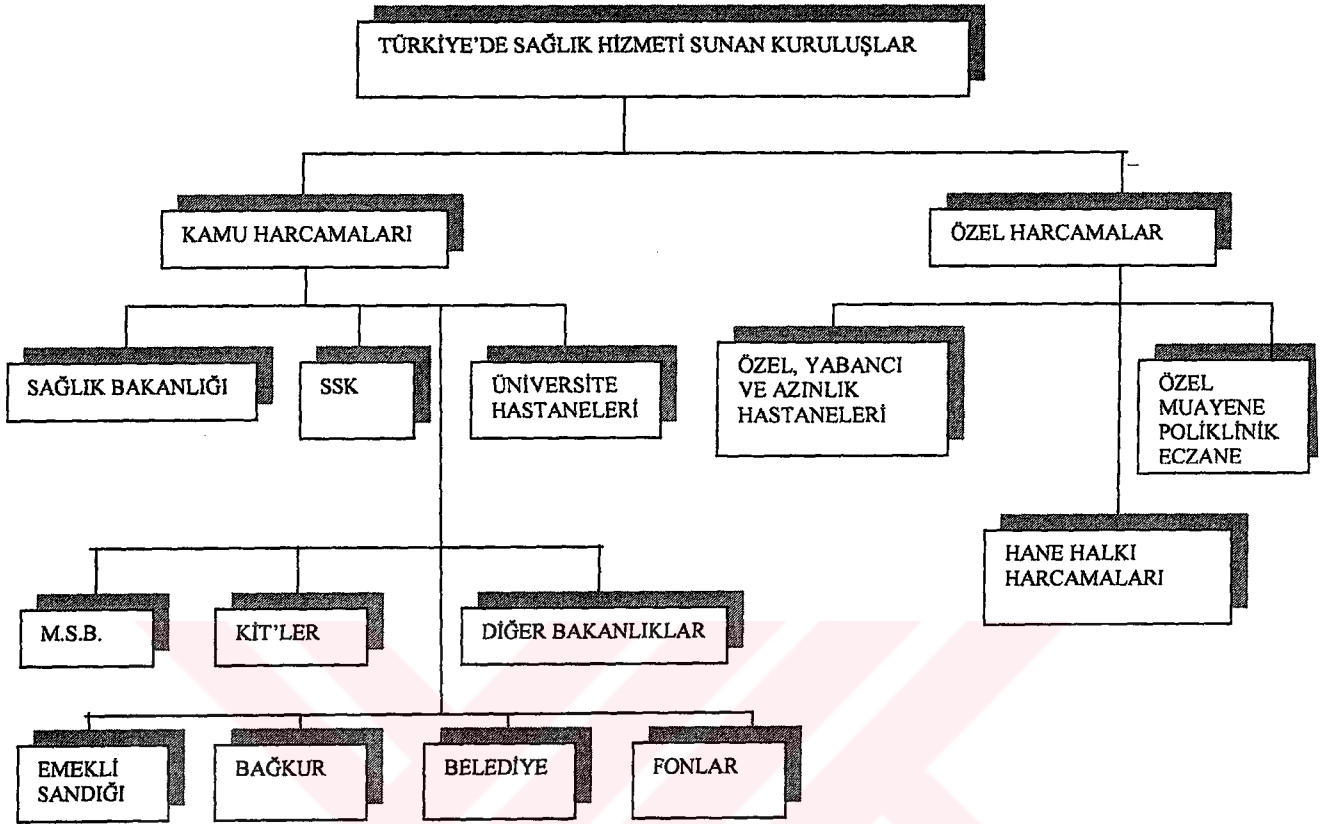 TÜRKİYE'DE SAĞLIK HİZMETİ SUNAN KURULUŞLAR
KAMU HARCAMALARI
ÖZEL HARCAMALAR
SAĞLIK BAKANLIĞI
SSK
ÜNİVERSİTE
HASTANELERİ
ÖZEL, YABANCI
VE AZINLIK
HASTANELERİ
ÖZEL
MUAYENE
POLİKLİNİK
ECZANE
HANE HALKI
HARCAMALARI
M.S.B.
KİT'LER
DİĞER BAKANLIKLAR
EMEKLİ
SANDIĞI
BAĞKUR
BELEDİYE
FONLAR